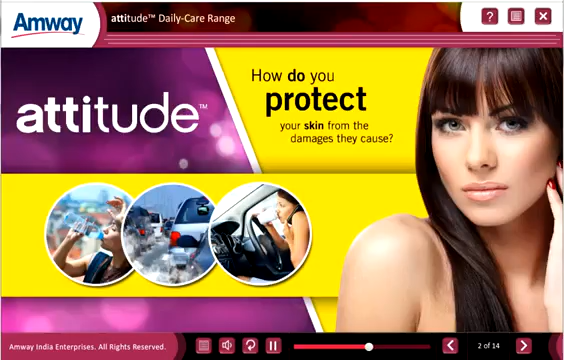 Amway
attitude™ Daily-Care Range
?
attitude™
How do you
protect
your skin from the
damages they cause?
Amway India Enterprises. All Rights Reserved.
2 of 14